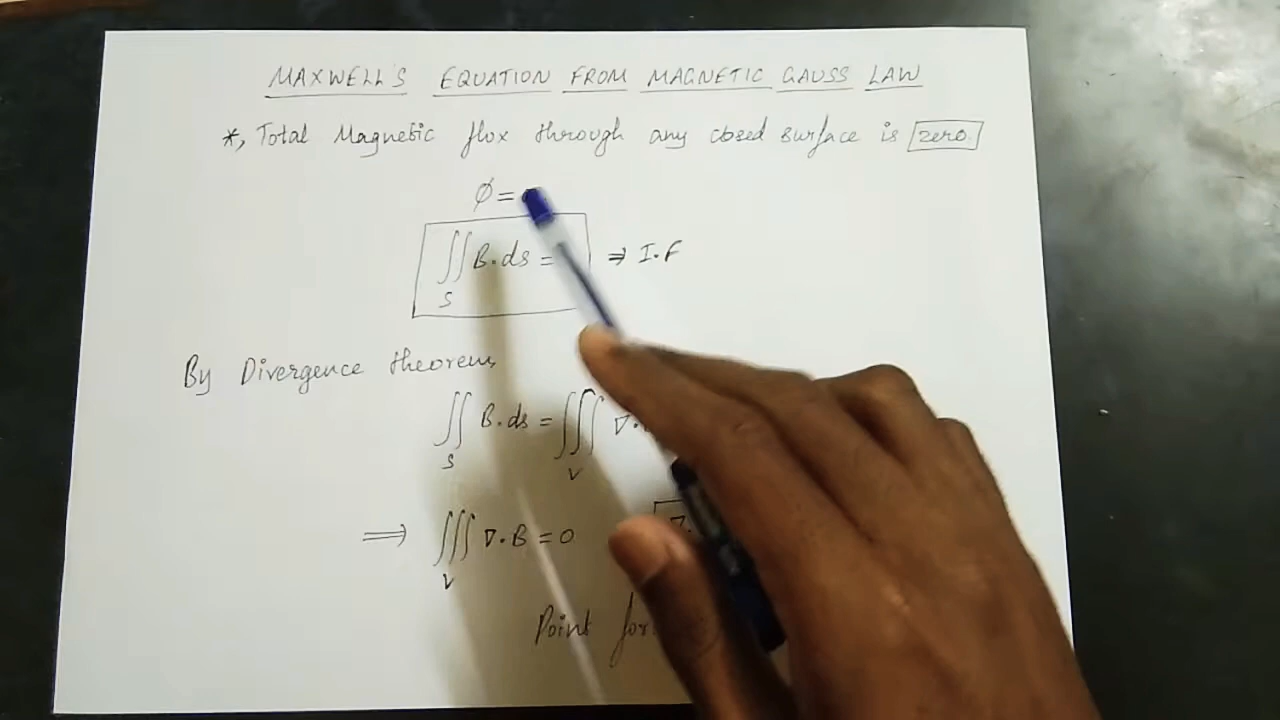 MAXWELL'S EQUATION FROM MAGNETIC GAUSS LAW
*, Total Magnetic flux through any closed surface is zero.
∅ =
∬ B.ds = ⇒ I.F
S
By Divergence theorem,
∬ B.ds = ∭ ∇.
S V
⟹ ∭ ∇.B = 0 ∇.
V
Point for